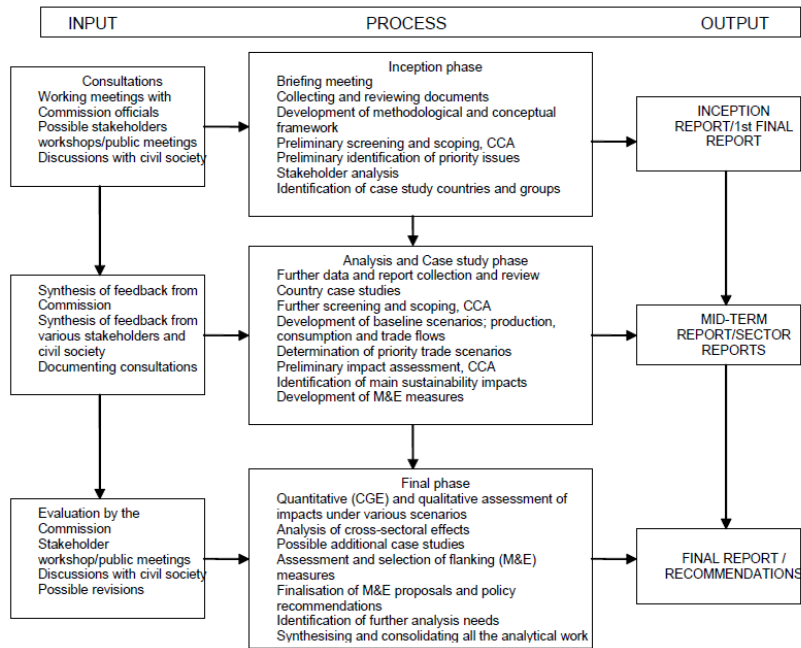 INPUT
PROCESS
OUTPUT
Consultations
Working meetings with
Commission officials
Possible stakeholders
workshops/public meetings
Discussions with civil society
Inception phase
Briefing meeting
Collecting and reviewing documents
Development of methodological and conceptual
framework
Preliminary screening and scoping, CCA
Preliminary identification of priority issues
Stakeholder analysis
Identification of case study countries and groups
INCEPTION
REPORT/1st FINAL
REPORT
Synthesis of feedback from
Commission
Synthesis of feedback from
various stakeholders and
civil society
Documenting consultations
Analysis and Case study phase
Further data and report collection and review
Country case studies
Further screening and scoping, CCA
Development of baseline scenarios; production,
consumption and trade flows
Determination of priority trade scenarios
Preliminary impact assessment, CCA
Identification of main sustainability impacts
Development of M&E measures
MID-TERM
REPORT/SECTOR
REPORTS
Evaluation by the
Commission
Stakeholder
workshop/public meetings
Discussions with civil society
Possible revisions
Final phase
Quantitative (CGE) and qualitative assessment of
impacts under various scenarios
Analysis of cross-sectoral effects
Possible additional case studies
Assessment and selection of flanking (M&E)
measures
Finalisation of M&E proposals and policy
recommendations
Identification of further analysis needs
Synthesising and consolidating all the analytical work
FINAL REPORT /
RECOMMENDATIONS